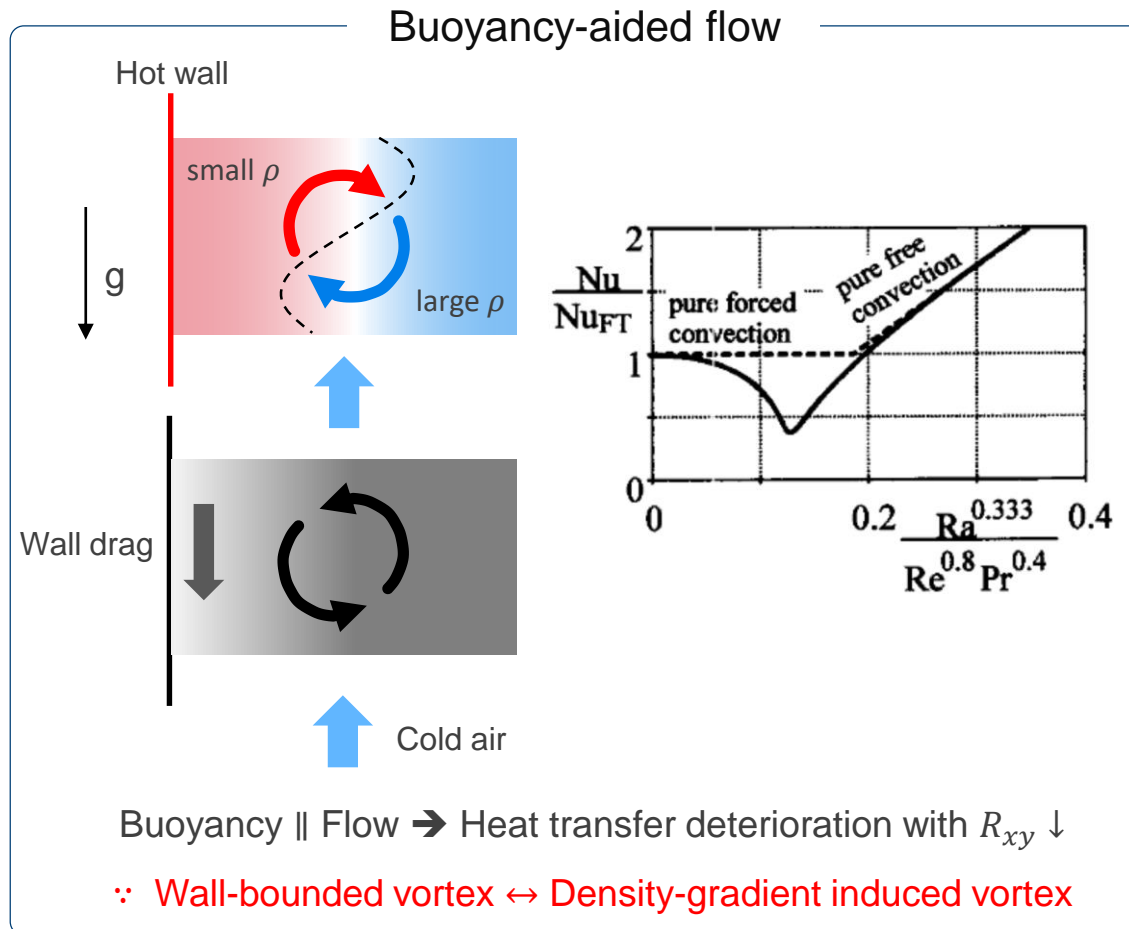 Buoyancy-aided flow
Hot wall
small ρ
large ρ
g
Wall drag
Cold air
2
1
0
Nu
Nu_FT
pure forced
convection
pure free
convection
0
0.2
0.4
Ra^0.333
Re^0.8 Pr^0.4
Buoyancy ∥ Flow ➔ Heat transfer deterioration with R_xy ↓
∵ Wall-bounded vortex ↔ Density-gradient induced vortex